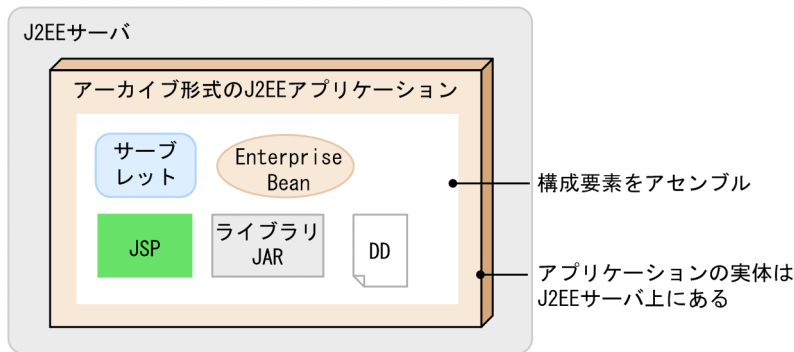 J2EEサーバ
アーカイブ形式のJ2EEアプリケーション
サーブ
レット
Enterprise
Bean
構成要素をアセンブル
JSP
ライブラリ
JAR
DD
アプリケーションの実体は
J2EEサーバ上にある